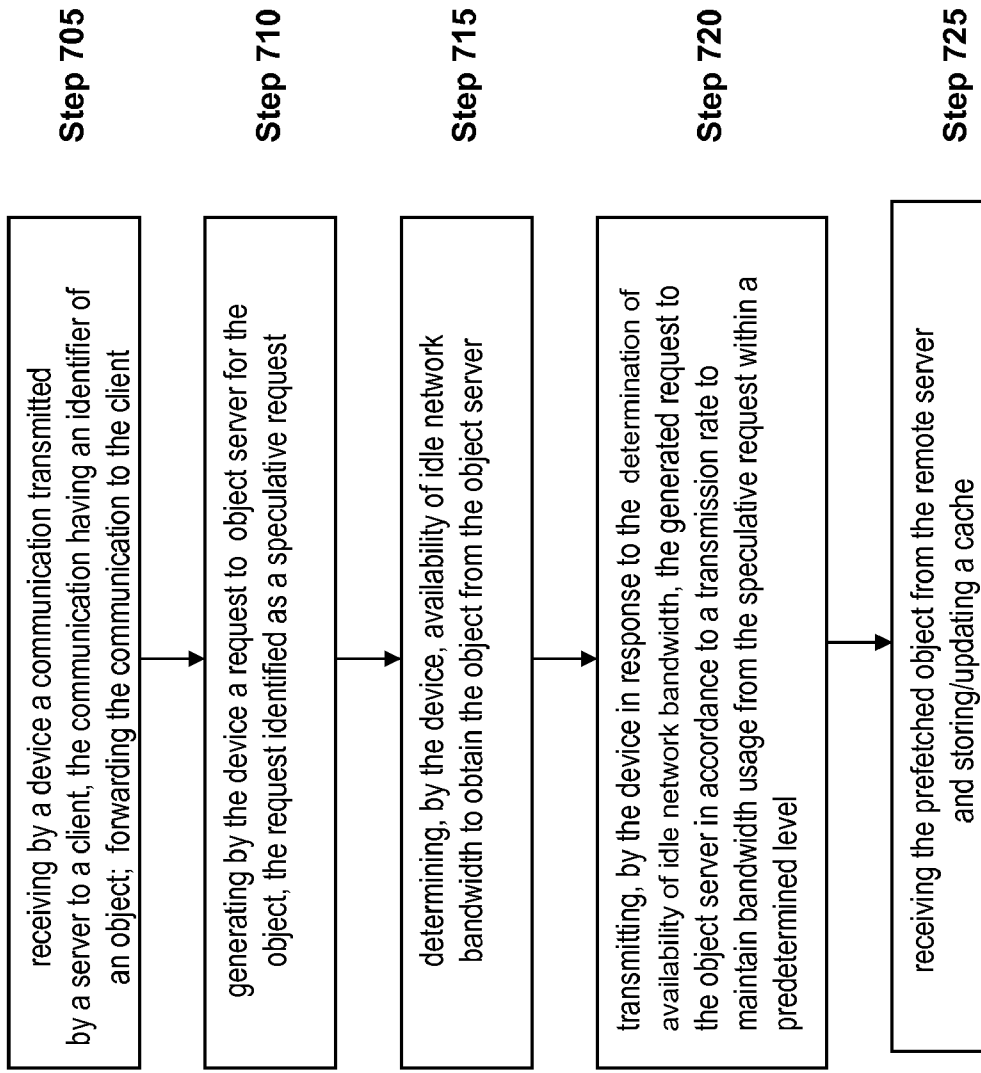 receiving by a device a communication transmitted
by a server to a client, the communication having an identifier of
an object; forwarding the communication to the client
Step 705
generating by the device a request to object server for the
object, the request identified as a speculative request
Step 710
determining, by the device, availability of idle network
bandwidth to obtain the object from the object server
Step 715
transmitting, by the device in response to the determination of
availability of idle network bandwidth, the generated request to
the object server in accordance to a transmission rate to
maintain bandwidth usage from the speculative request within a
predetermined level
Step 720
receiving the prefetched object from the remote server
and storing/updating a cache
Step 725